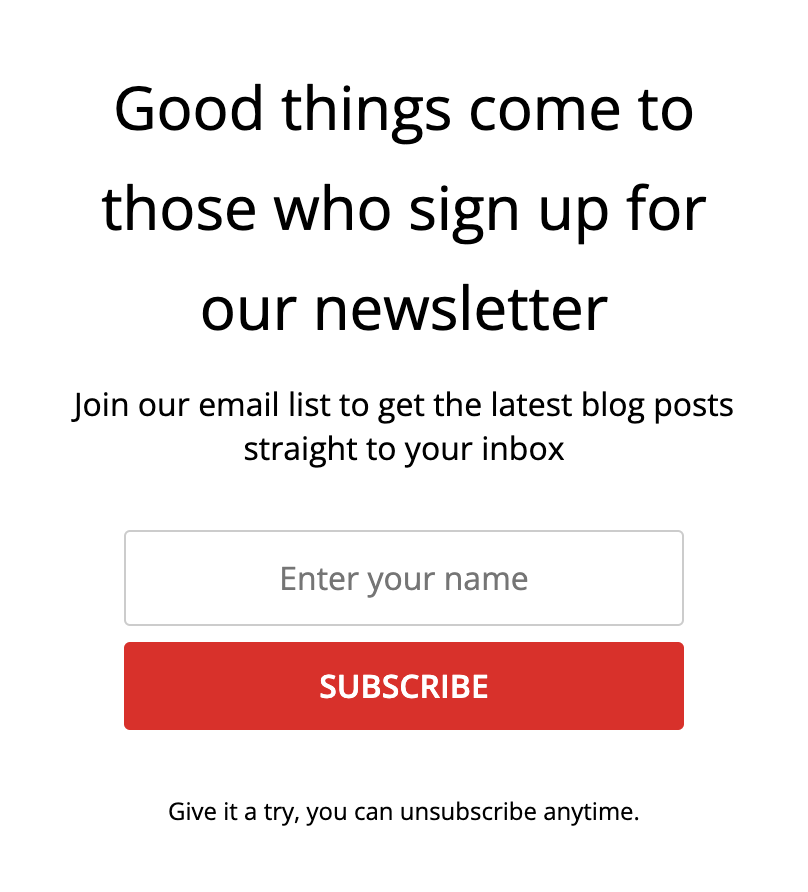 Good things come to
those who sign up for
our newsletter
Join our email list to get the latest blog posts
straight to your inbox
Enter your name
SUBSCRIBE
Give it a try, you can unsubscribe anytime.